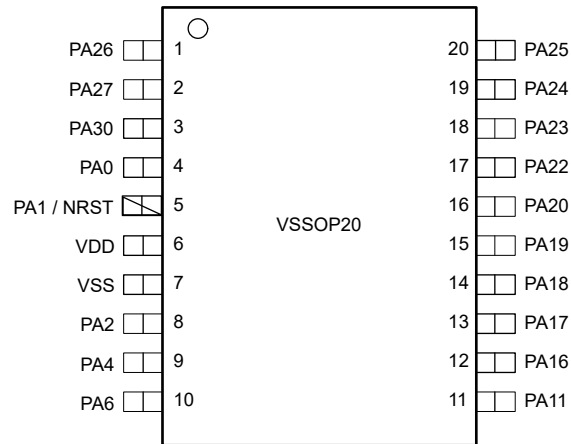 PA26 1 20 PA25
PA27 2 19 PA24
PA30 3 18 PA23
PA0 4 17 PA22
PA1 / NRST 5 16 PA20
VSSOP20
VDD 6 15 PA19
VSS 7 14 PA18
PA2 8 13 PA17
PA4 9 12 PA16
PA6 10 11 PA11